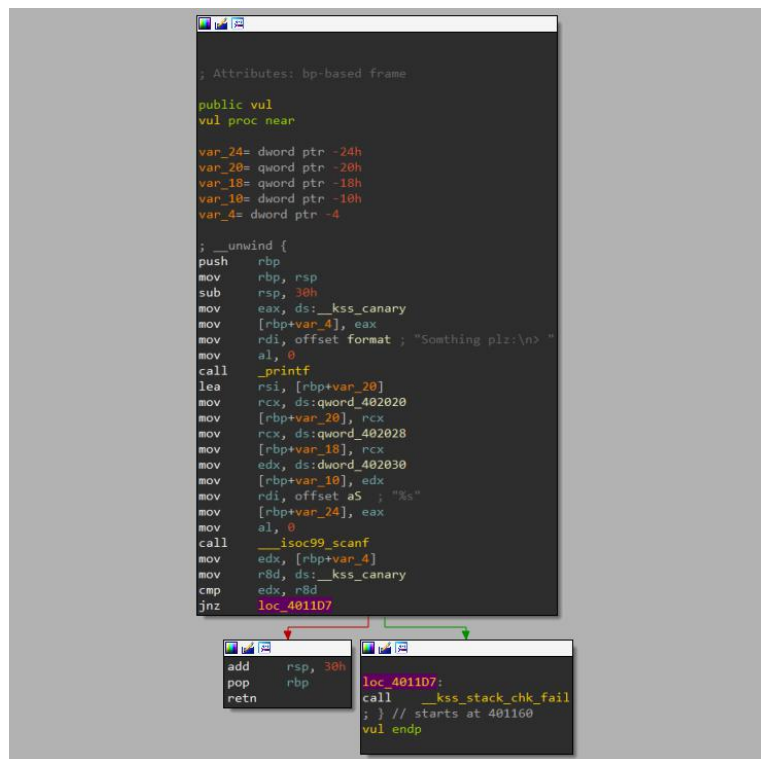 ; Attributes: bp-based frame
public vul
vul proc near
var_24= dword ptr -24h
var_20= qword ptr -20h
var_18= qword ptr -18h
var_10= dword ptr -10h
var_4= dword ptr -4
; __unwind {
push rbp
mov rbp, rsp
sub rsp, 30h
mov eax, ds:__kss_canary
mov [rbp+var_4], eax
mov rdi, offset format ; "Somthing plz:\n> "
mov al, 0
call _printf
lea rsi, [rbp+var_20]
mov rcx, ds:qword_402020
mov [rbp+var_20], rcx
mov rcx, ds:qword_402028
mov [rbp+var_18], rcx
mov edx, ds:dword_402030
mov [rbp+var_10], edx
mov rdi, offset aS ; "%s"
mov [rbp+var_24], eax
mov al, 0
call ___isoc99_scanf
mov edx, [rbp+var_4]
mov r8d, ds:__kss_canary
cmp edx, r8d
jnz loc_4011D7
add rsp, 30h
pop rbp
retn
loc_4011D7:
call __kss_stack_chk_fail
; } // starts at 401160
vul endp